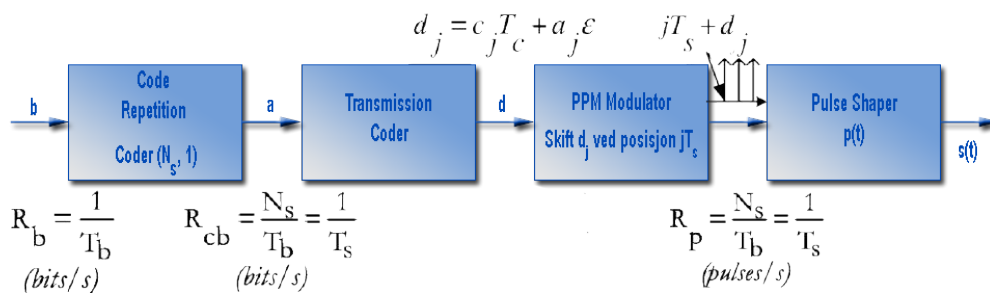 d_j = c_j T_c + a_j ε
jT_s + d_j
b
Code
Repetition
Coder (N_s, 1)
a
Transmission
Coder
d
PPM Modulator
Skift d_j ved posisjon jT_s
Pulse Shaper
p(t)
s(t)
R_b = 1/T_b
(bits/s)
R_cb = N_s/T_b = 1/T_s
(bits/s)
R_p = N_s/T_b = 1/T_s
(pulses/s)